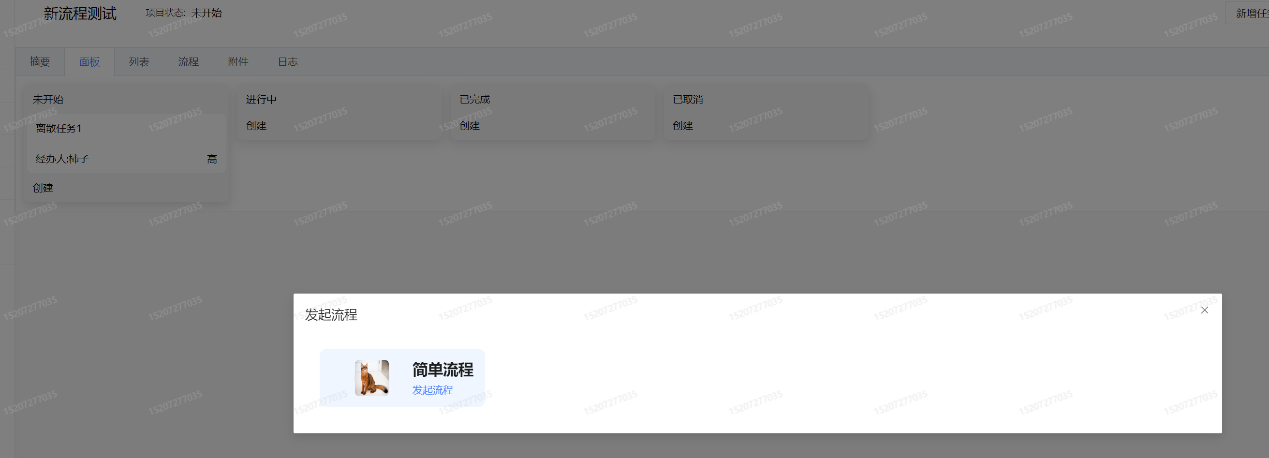 新流程测试 项目状态: 未开始 新增任
摘要 面板 列表 流程 附件 日志
未开始 进行中 已完成 已取消
创建 创建 创建
离散任务1
经办人:柿子 高
创建
发起流程
简单流程
发起流程
15207277035